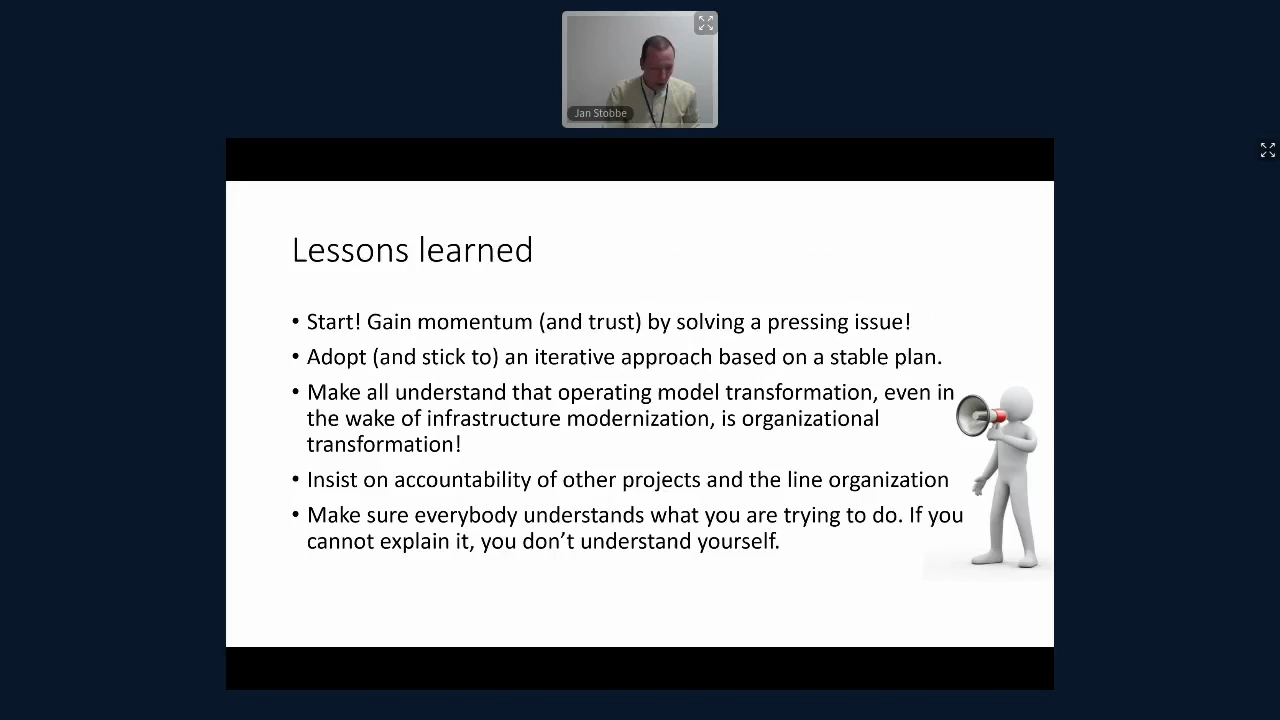 Jan Stobbe
Lessons learned
• Start! Gain momentum (and trust) by solving a pressing issue!
• Adopt (and stick to) an iterative approach based on a stable plan.
• Make all understand that operating model transformation, even in
the wake of infrastructure modernization, is organizational
transformation!
• Insist on accountability of other projects and the line organization
• Make sure everybody understands what you are trying to do. If you
cannot explain it, you don’t understand yourself.